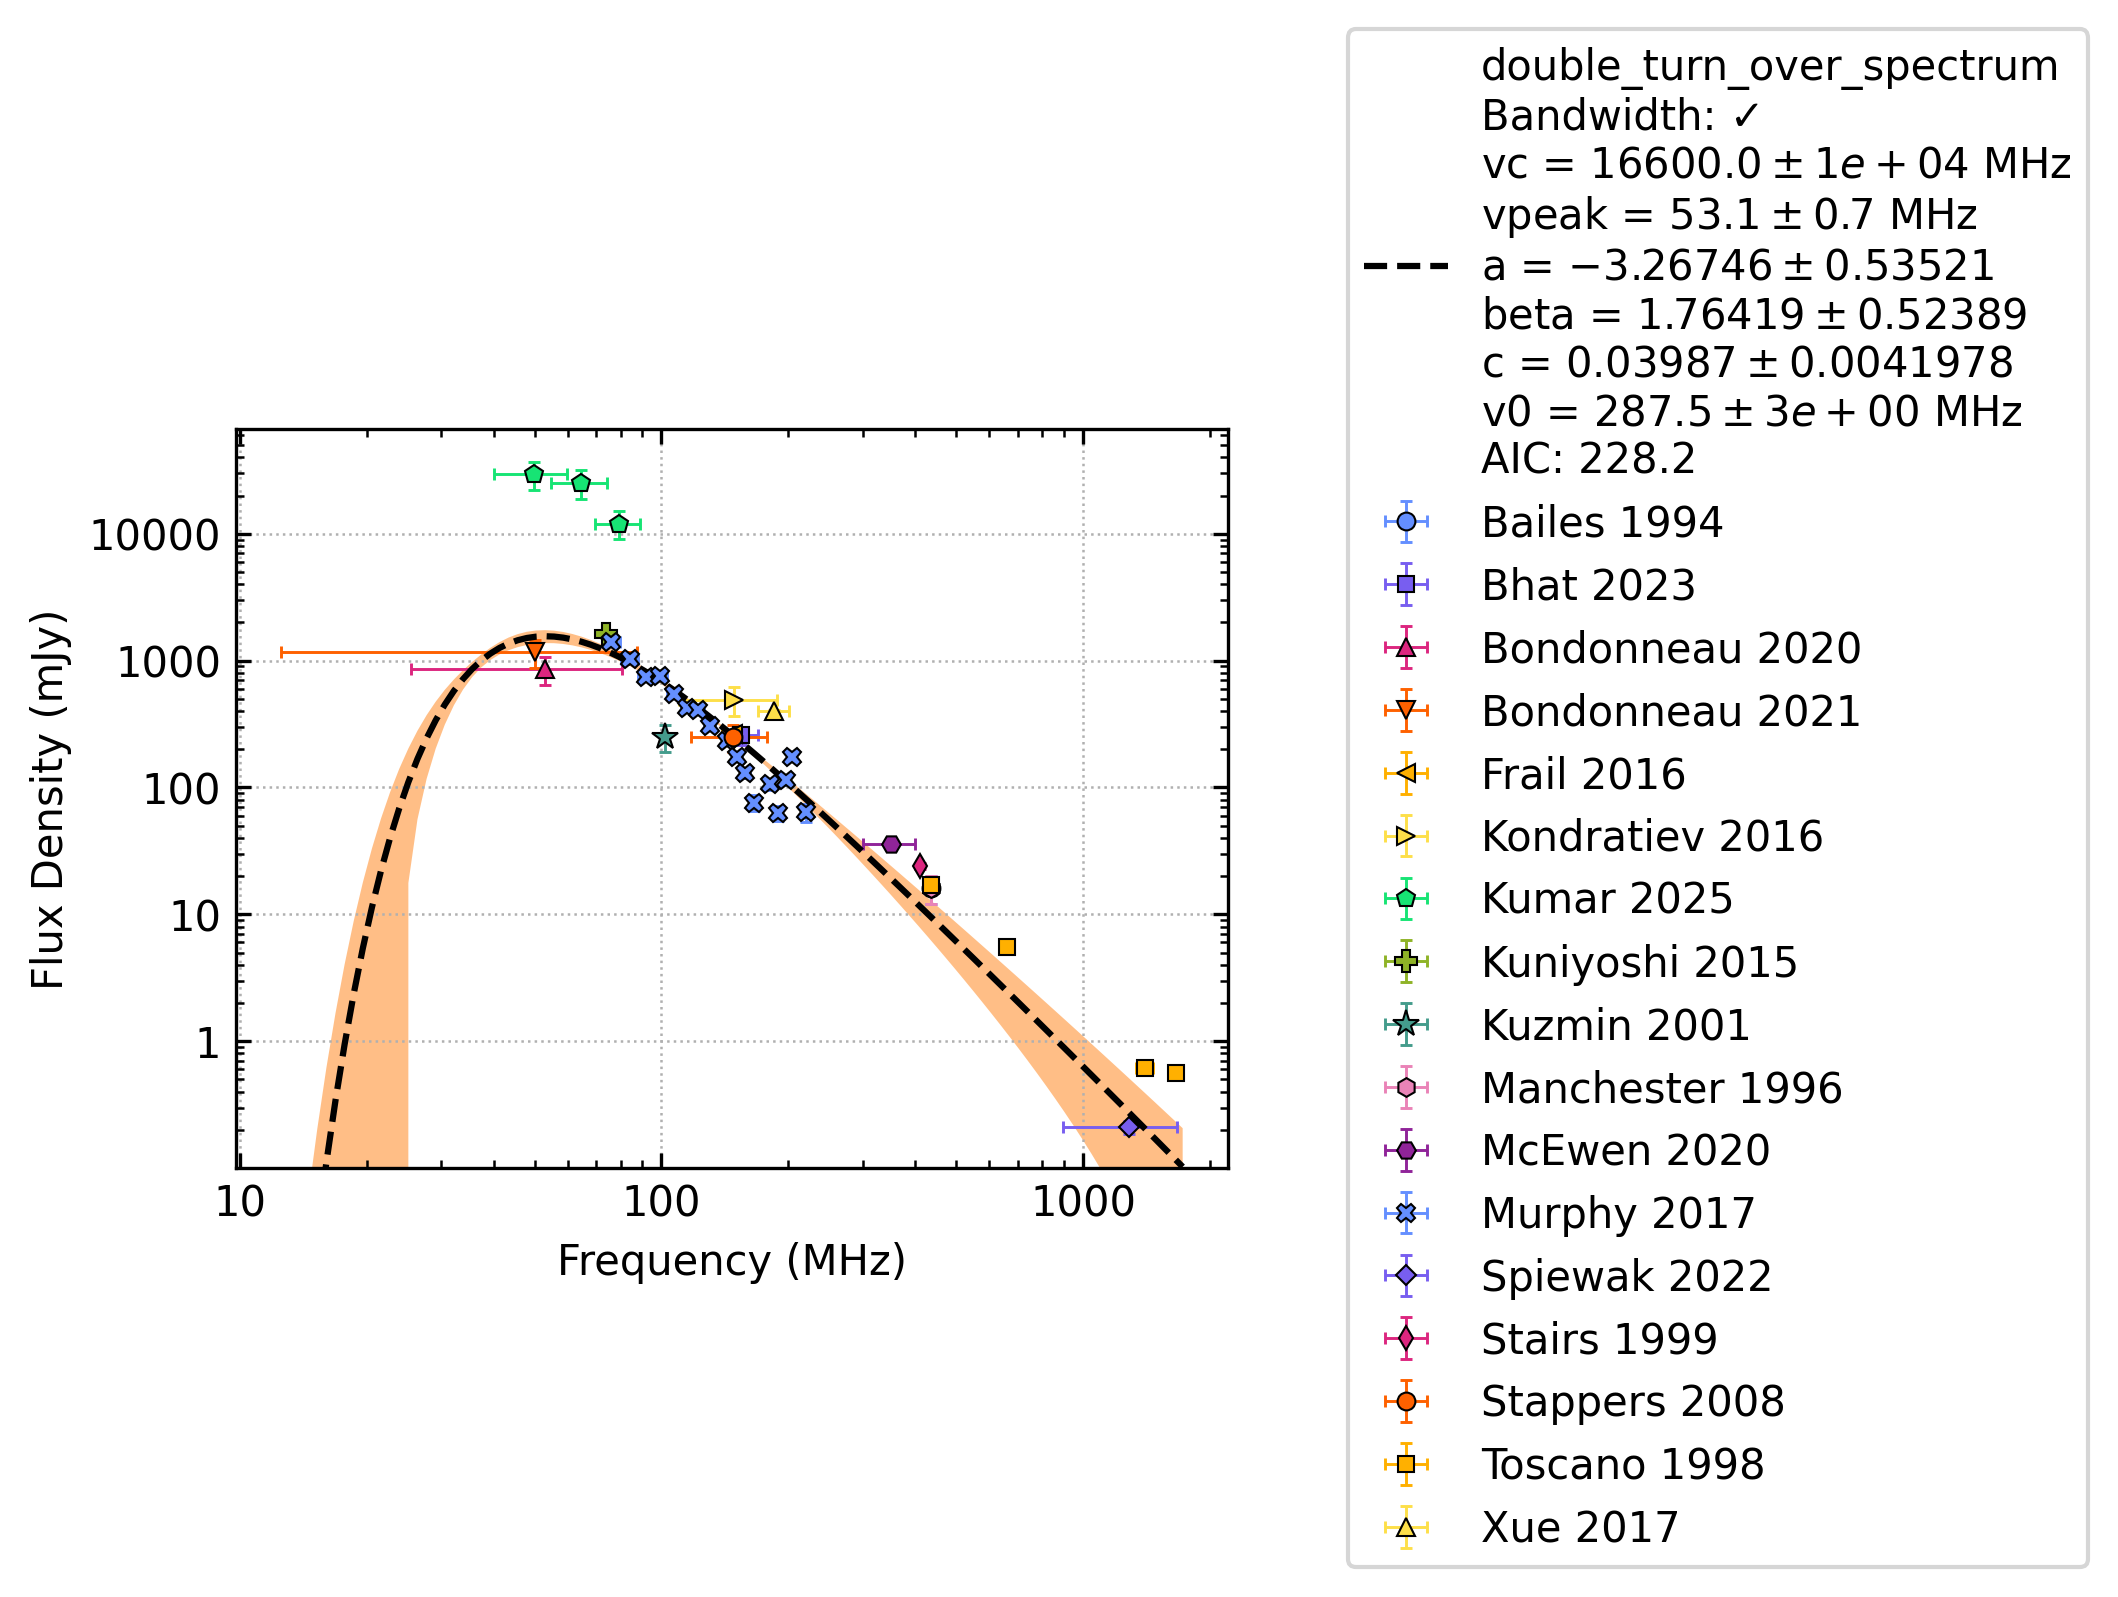 double_turn_over_spectrum
Bandwidth: ✓
vc = 16600.0 ± 1e + 04 MHz
vpeak = 53.1 ± 0.7 MHz
a = −3.26746 ± 0.53521
beta = 1.76419 ± 0.52389
c = 0.03987 ± 0.0041978
v0 = 287.5 ± 3e + 00 MHz
AIC: 228.2
Bailes 1994
Bhat 2023
Bondonneau 2020
Bondonneau 2021
Frail 2016
Kondratiev 2016
Kumar 2025
Kuniyoshi 2015
Kuzmin 2001
Manchester 1996
McEwen 2020
Murphy 2017
Spiewak 2022
Stairs 1999
Stappers 2008
Toscano 1998
Xue 2017
Flux Density (mJy)
10000
1000
100
10
1
10
100
1000
Frequency (MHz)